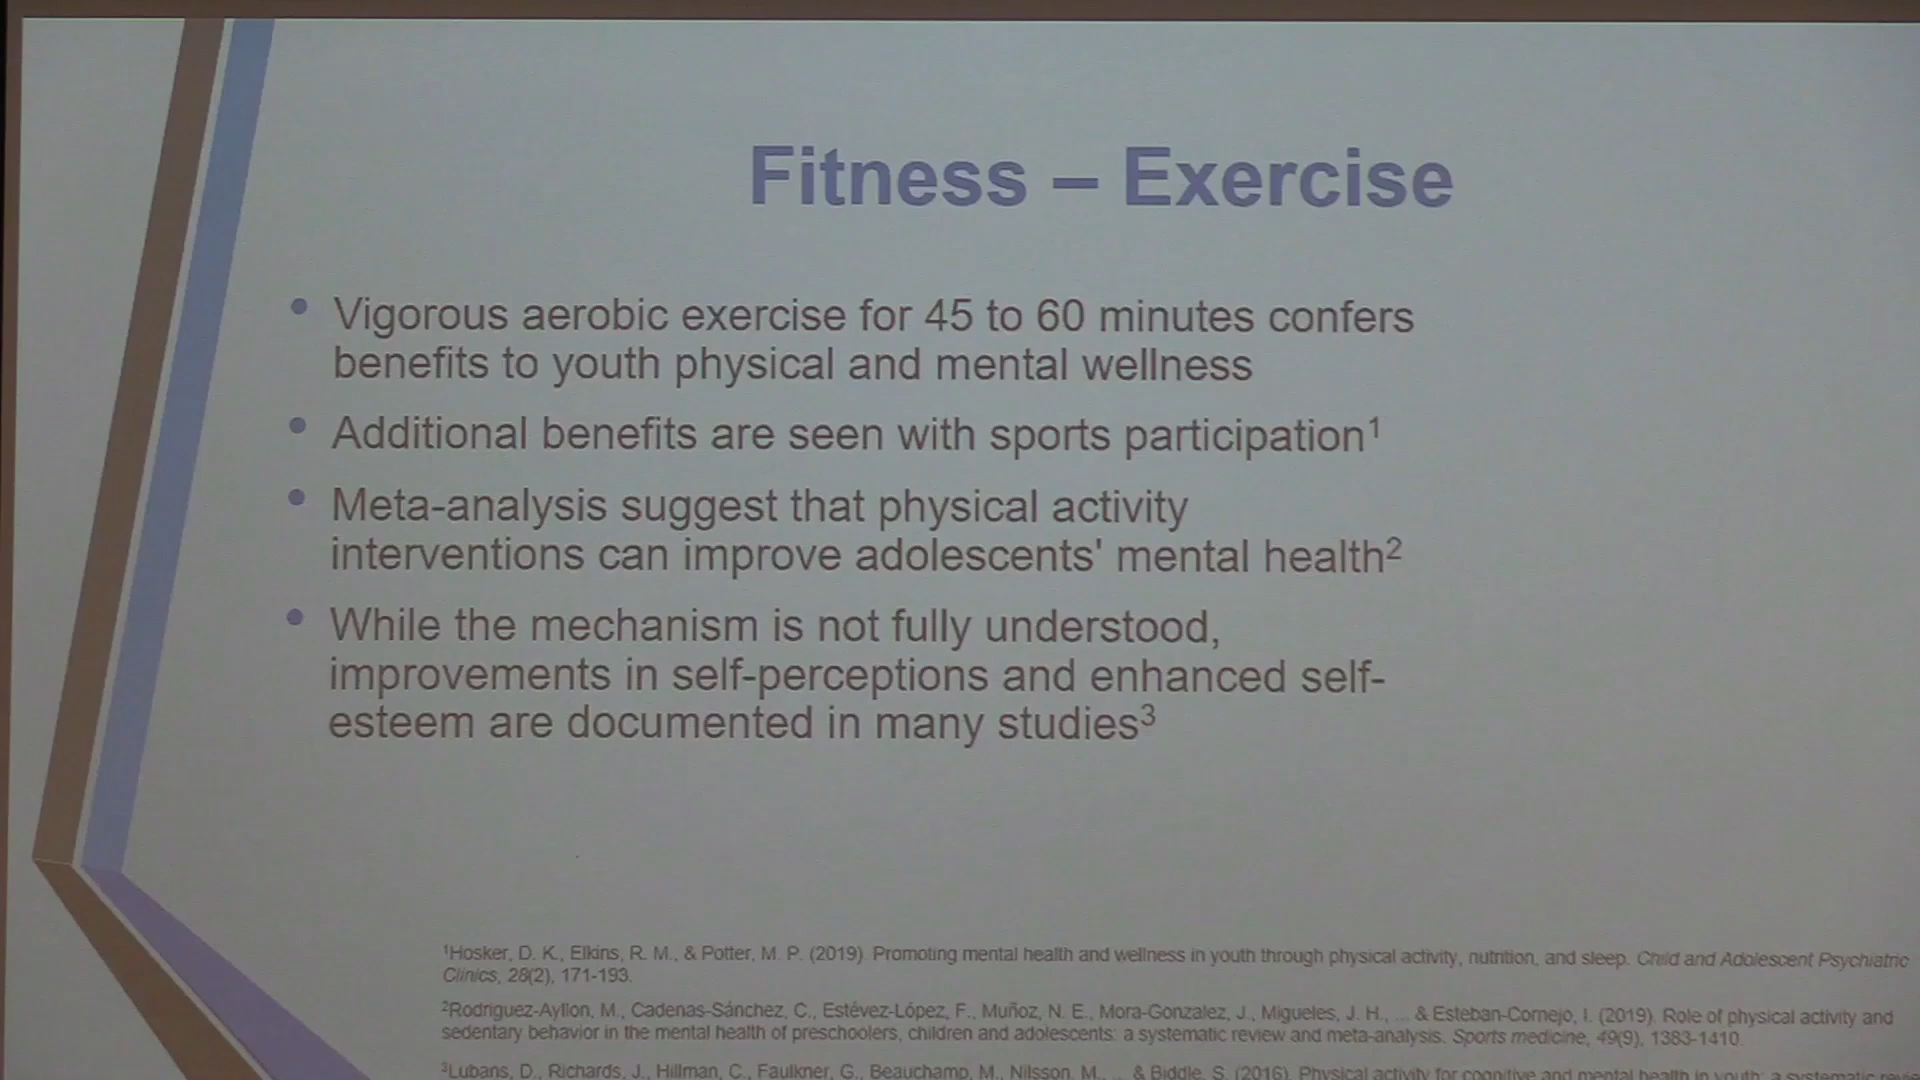 Fitness – Exercise
• Vigorous aerobic exercise for 45 to 60 minutes confers
benefits to youth physical and mental wellness
• Additional benefits are seen with sports participation¹
• Meta-analysis suggest that physical activity
interventions can improve adolescents' mental health²
• While the mechanism is not fully understood,
improvements in self-perceptions and enhanced self-
esteem are documented in many studies³
¹Hosker, D. K., Elkins, R. M., & Potter, M. P. (2019). Promoting mental health and wellness in youth through physical activity, nutrition, and sleep. Child and Adolescent Psychiatric
Clinics, 28(2), 171-193.
²Rodriguez-Ayllon, M., Cadenas-Sánchez, C., Estévez-López, F., Muñoz, N. E., Mora-Gonzalez, J., Migueles, J. H., ... & Esteban-Cornejo, I. (2019). Role of physical activity and
sedentary behavior in the mental health of preschoolers, children and adolescents: a systematic review and meta-analysis. Sports medicine, 49(9), 1383-1410.
³Lubans, D., Richards, J., Hillman, C., Faulkner, G., Beauchamp, M., Nilsson, M., ... & Biddle, S. (2016). Physical activity for cognitive and mental health in youth: a systematic